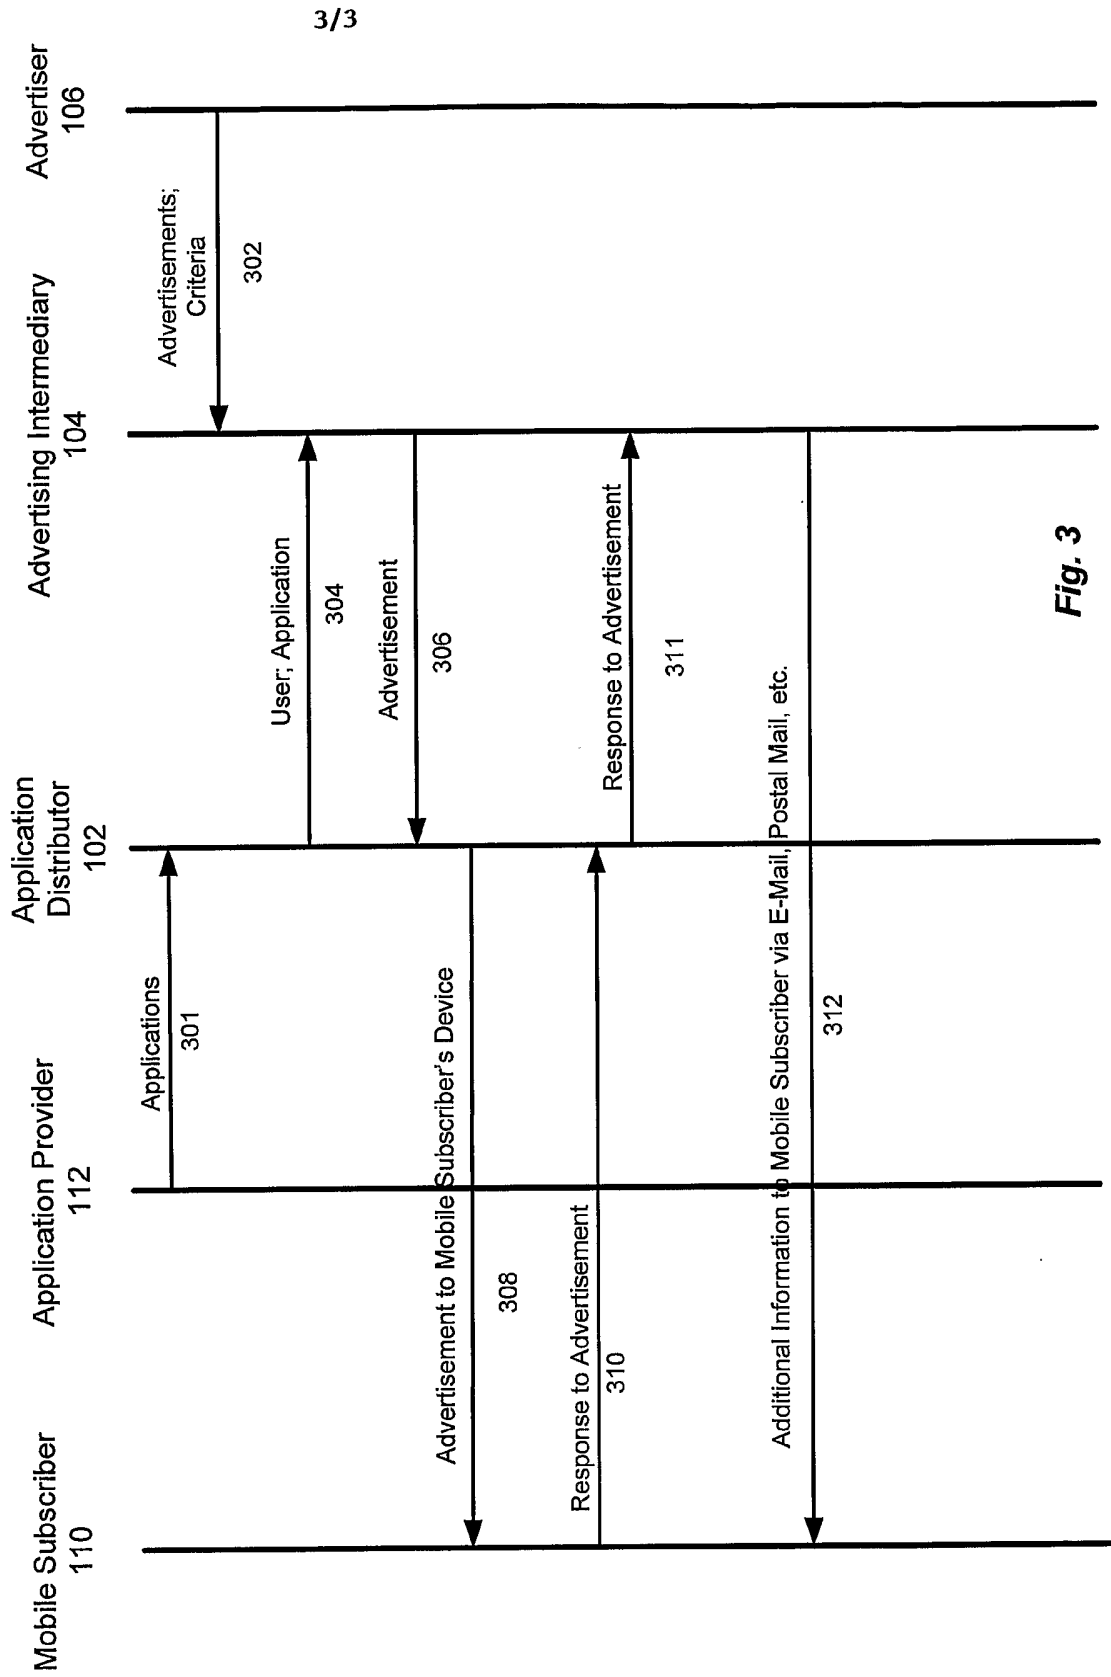 3/3
Mobile Subscriber
110
Application Provider
112
Application
Distributor
102
Advertising Intermediary
104
Advertiser
106
Applications
301
Advertisements;
Criteria
302
User; Application
304
Advertisement
306
Advertisement to Mobile Subscriber's Device
308
Response to Advertisement
310
Response to Advertisement
311
Additional Information to Mobile Subscriber via E-Mail, Postal Mail, etc.
312
Fig. 3